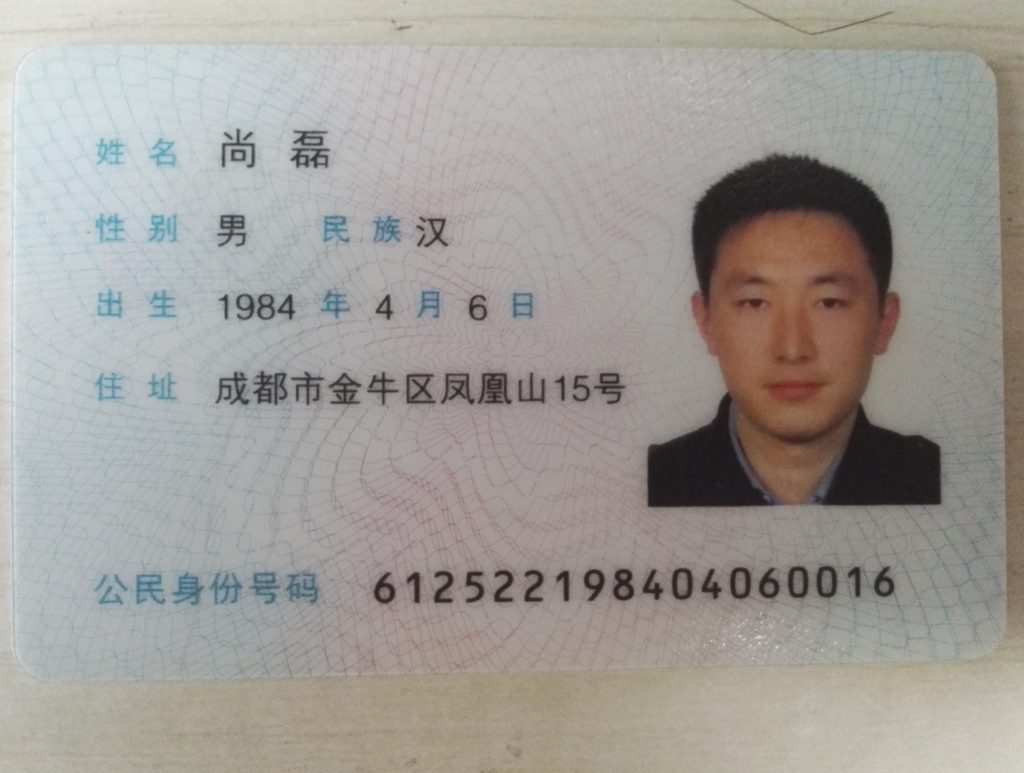 姓名 尚磊
性别 男 民族 汉
出生 1984 年 4 月 6 日
住址 成都市金牛区凤凰山15号
公民身份号码 612522198404060016